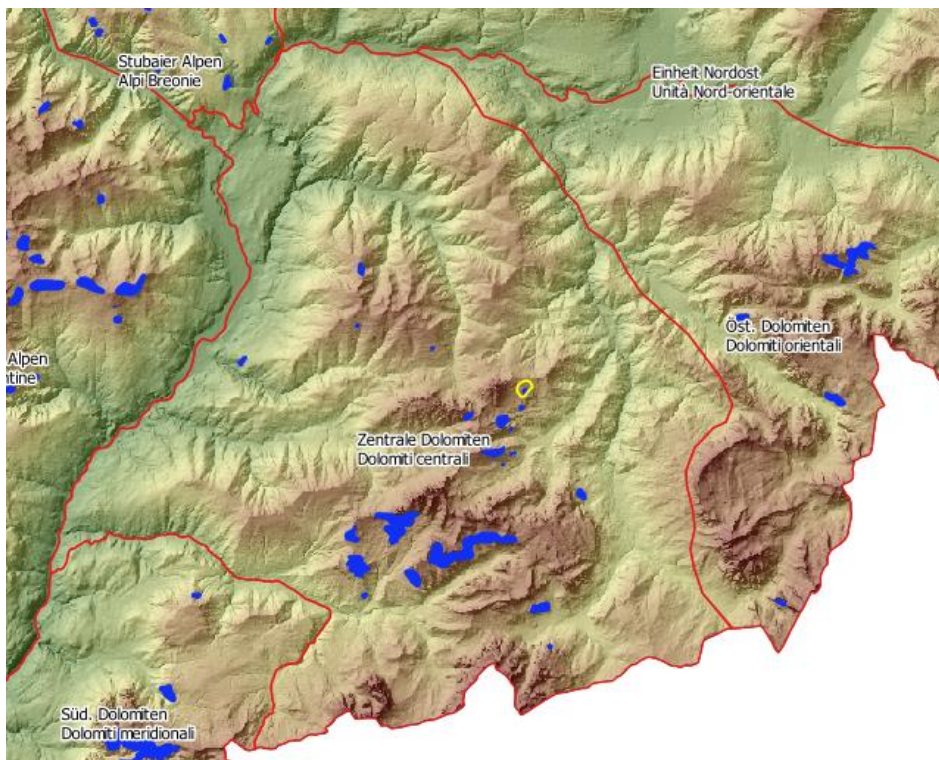 Stubaier Alpen
Alpi Breonie
Einheit Nordost
Unità Nord-orientale
Öst. Dolomiten
Dolomiti orientali
Alpen
ntine
Zentrale Dolomiten
Dolomiti centrali
Süd. Dolomiten
Dolomiti meridionali